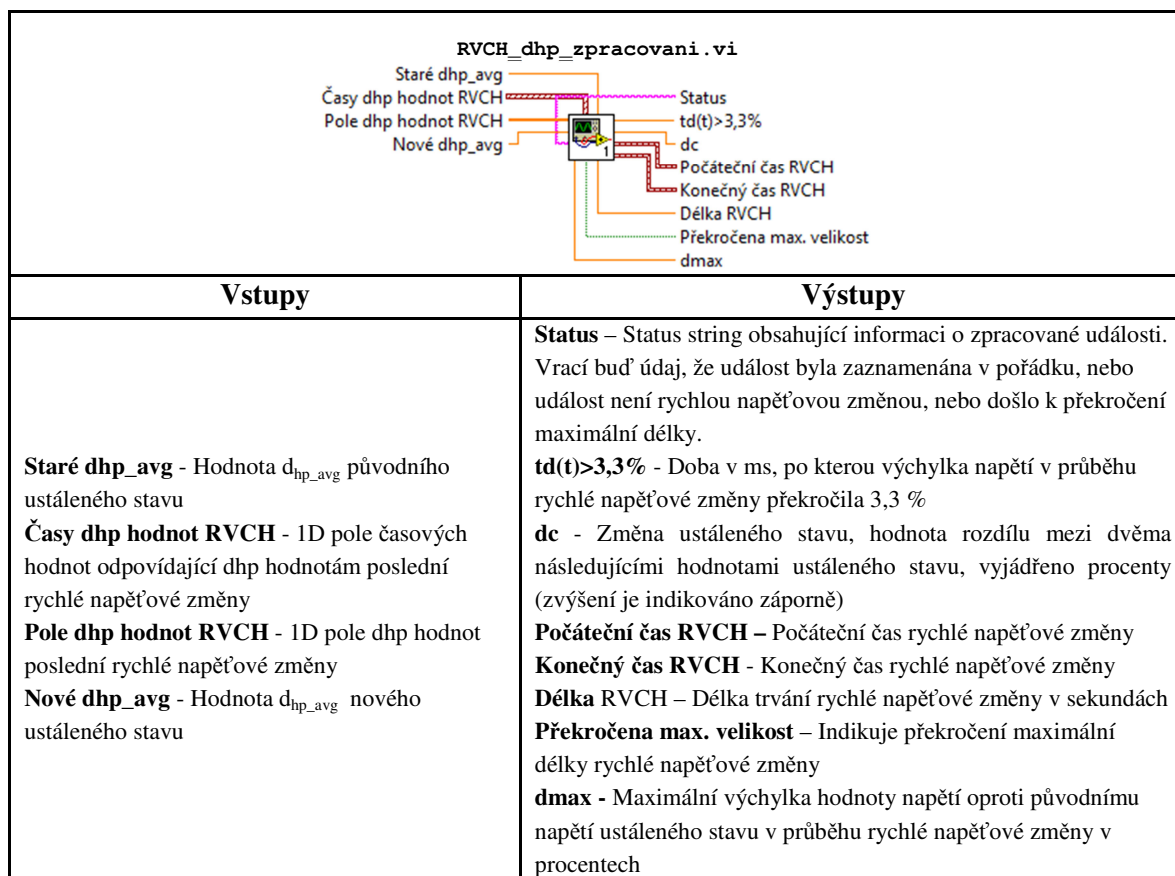 RVCH_dhp_zpracovani.vi
Staré dhp_avg
Časy dhp hodnot RVCH
Pole dhp hodnot RVCH
Nové dhp_avg
1
Status
td(t)>3,3%
dc
Počáteční čas RVCH
Konečný čas RVCH
Délka RVCH
Překročena max. velikost
dmax
Vstupy
Staré dhp_avg - Hodnota dhp_avg původního
ustáleného stavu
Časy dhp hodnot RVCH - 1D pole časových
hodnot odpovídající dhp hodnotám poslední
rychlé napěťové změny
Pole dhp hodnot RVCH - 1D pole dhp hodnot
poslední rychlé napěťové změny
Nové dhp_avg - Hodnota dhp_avg nového
ustáleného stavu
Výstupy
Status – Status string obsahující informaci o zpracované události.
Vrací buď údaj, že událost byla zaznamenána v pořádku, nebo
událost není rychlou napěťovou změnou, nebo došlo k překročení
maximální délky.
td(t)>3,3% - Doba v ms, po kterou výchylka napětí v průběhu
rychlé napěťové změny překročila 3,3 %
dc - Změna ustáleného stavu, hodnota rozdílu mezi dvěma
následujícími hodnotami ustáleného stavu, vyjádřeno procenty
(zvýšení je indikováno záporně)
Počáteční čas RVCH – Počáteční čas rychlé napěťové změny
Konečný čas RVCH - Konečný čas rychlé napěťové změny
Délka RVCH – Délka trvání rychlé napěťové změny v sekundách
Překročena max. velikost – Indikuje překročení maximální
délky rychlé napěťové změny
dmax - Maximální výchylka hodnoty napětí oproti původnímu
napětí ustáleného stavu v průběhu rychlé napěťové změny v
procentech